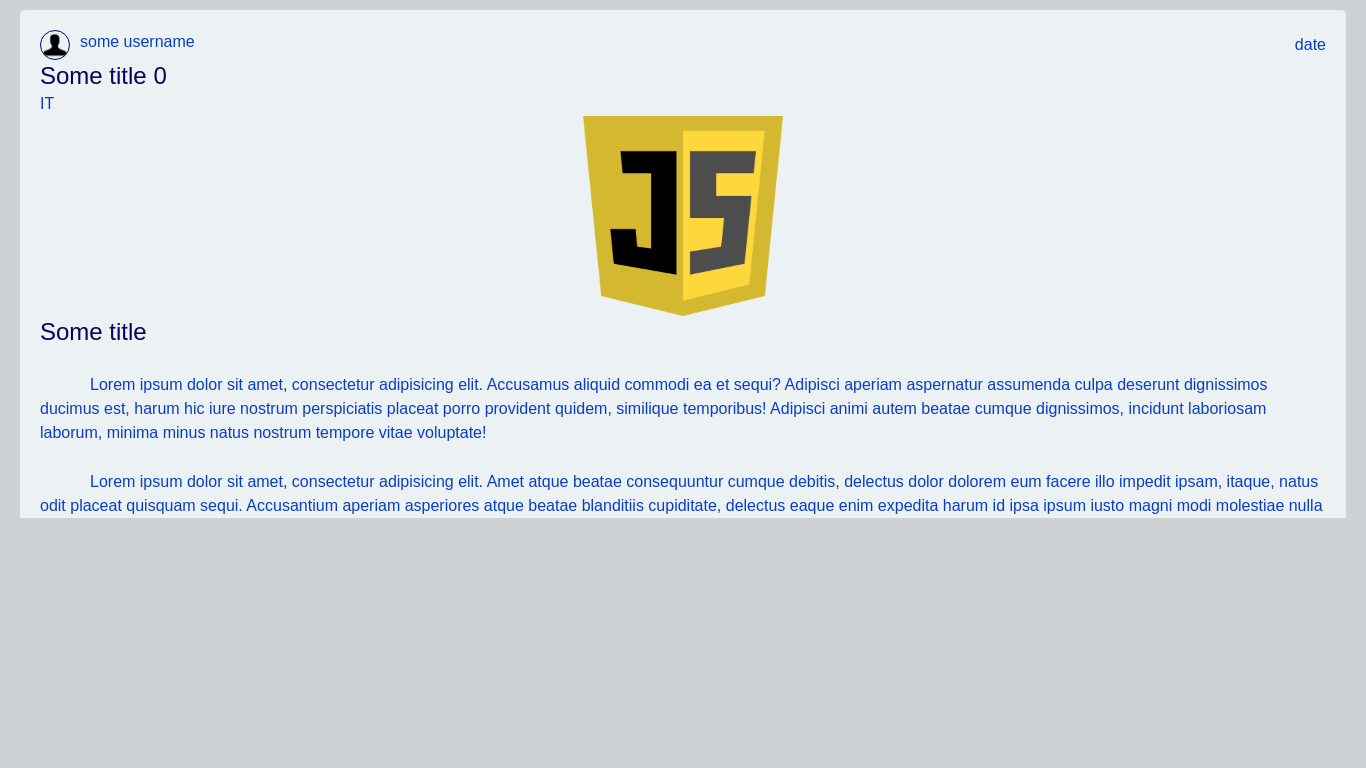 some username
date
Some title 0
IT
JS
Some title
Lorem ipsum dolor sit amet, consectetur adipisicing elit. Accusamus aliquid commodi ea et sequi? Adipisci aperiam aspernatur assumenda culpa deserunt dignissimos
ducimus est, harum hic iure nostrum perspiciatis placeat porro provident quidem, similique temporibus! Adipisci animi autem beatae cumque dignissimos, incidunt laboriosam
laborum, minima minus natus nostrum tempore vitae voluptate!
Lorem ipsum dolor sit amet, consectetur adipisicing elit. Amet atque beatae consequuntur cumque debitis, delectus dolor dolorem eum facere illo impedit ipsam, itaque, natus
odit placeat quisquam sequi. Accusantium aperiam asperiores atque beatae blanditiis cupiditate, delectus eaque enim expedita harum id ipsa ipsum iusto magni modi molestiae nulla